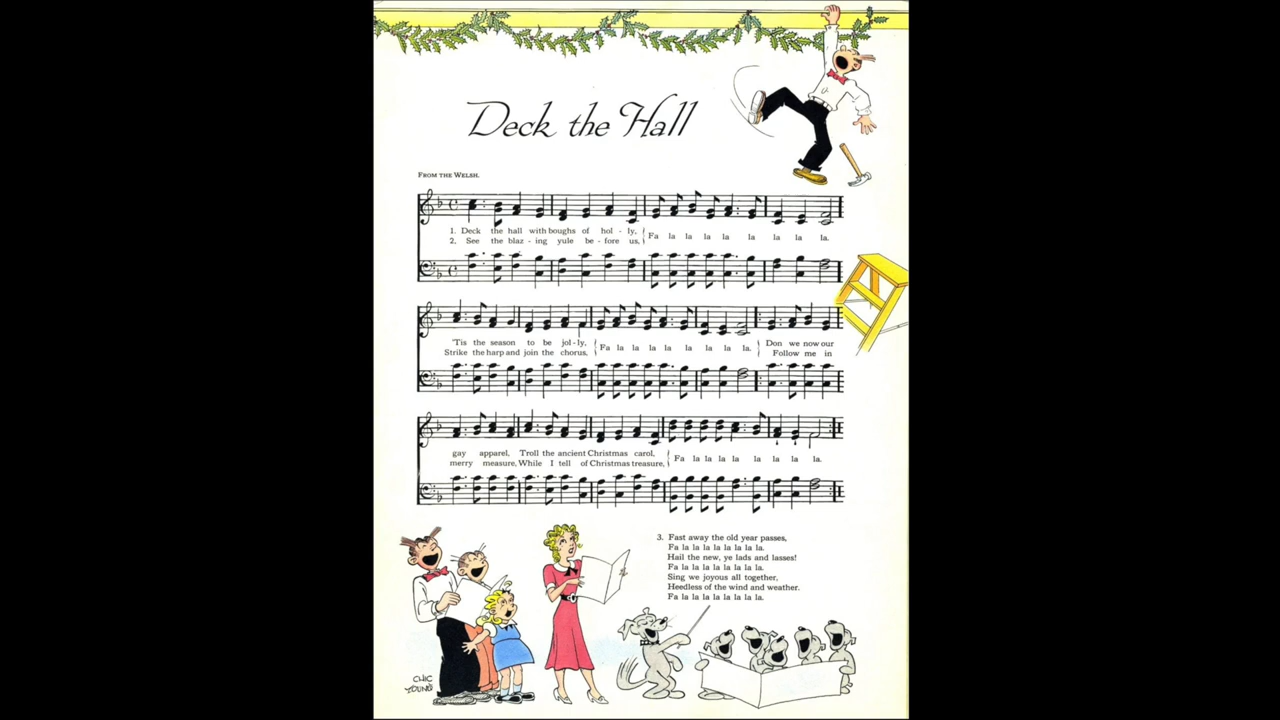 Deck the Hall
FROM THE WELSH.
1. Deck the hall with boughs of hol - ly, Fa la la la la la la la la.
2. See the blaz - ing yule be - fore us,
'Tis the season to be jol - ly, Fa la la la la la la la la. Don we now our
Strike the harp and join the chorus, Follow me in
gay apparel, Troll the ancient Christmas carol, Fa la la la la la la la la.
merry measure, While I tell of Christmas treasure,
3. Fast away the old year passes,
Fa la la la la la la la la.
Hail the new, ye lads and lasses!
Fa la la la la la la la la.
Sing we joyous all together,
Heedless of the wind and weather.
Fa la la la la la la la la.
CHIC
YOUNG